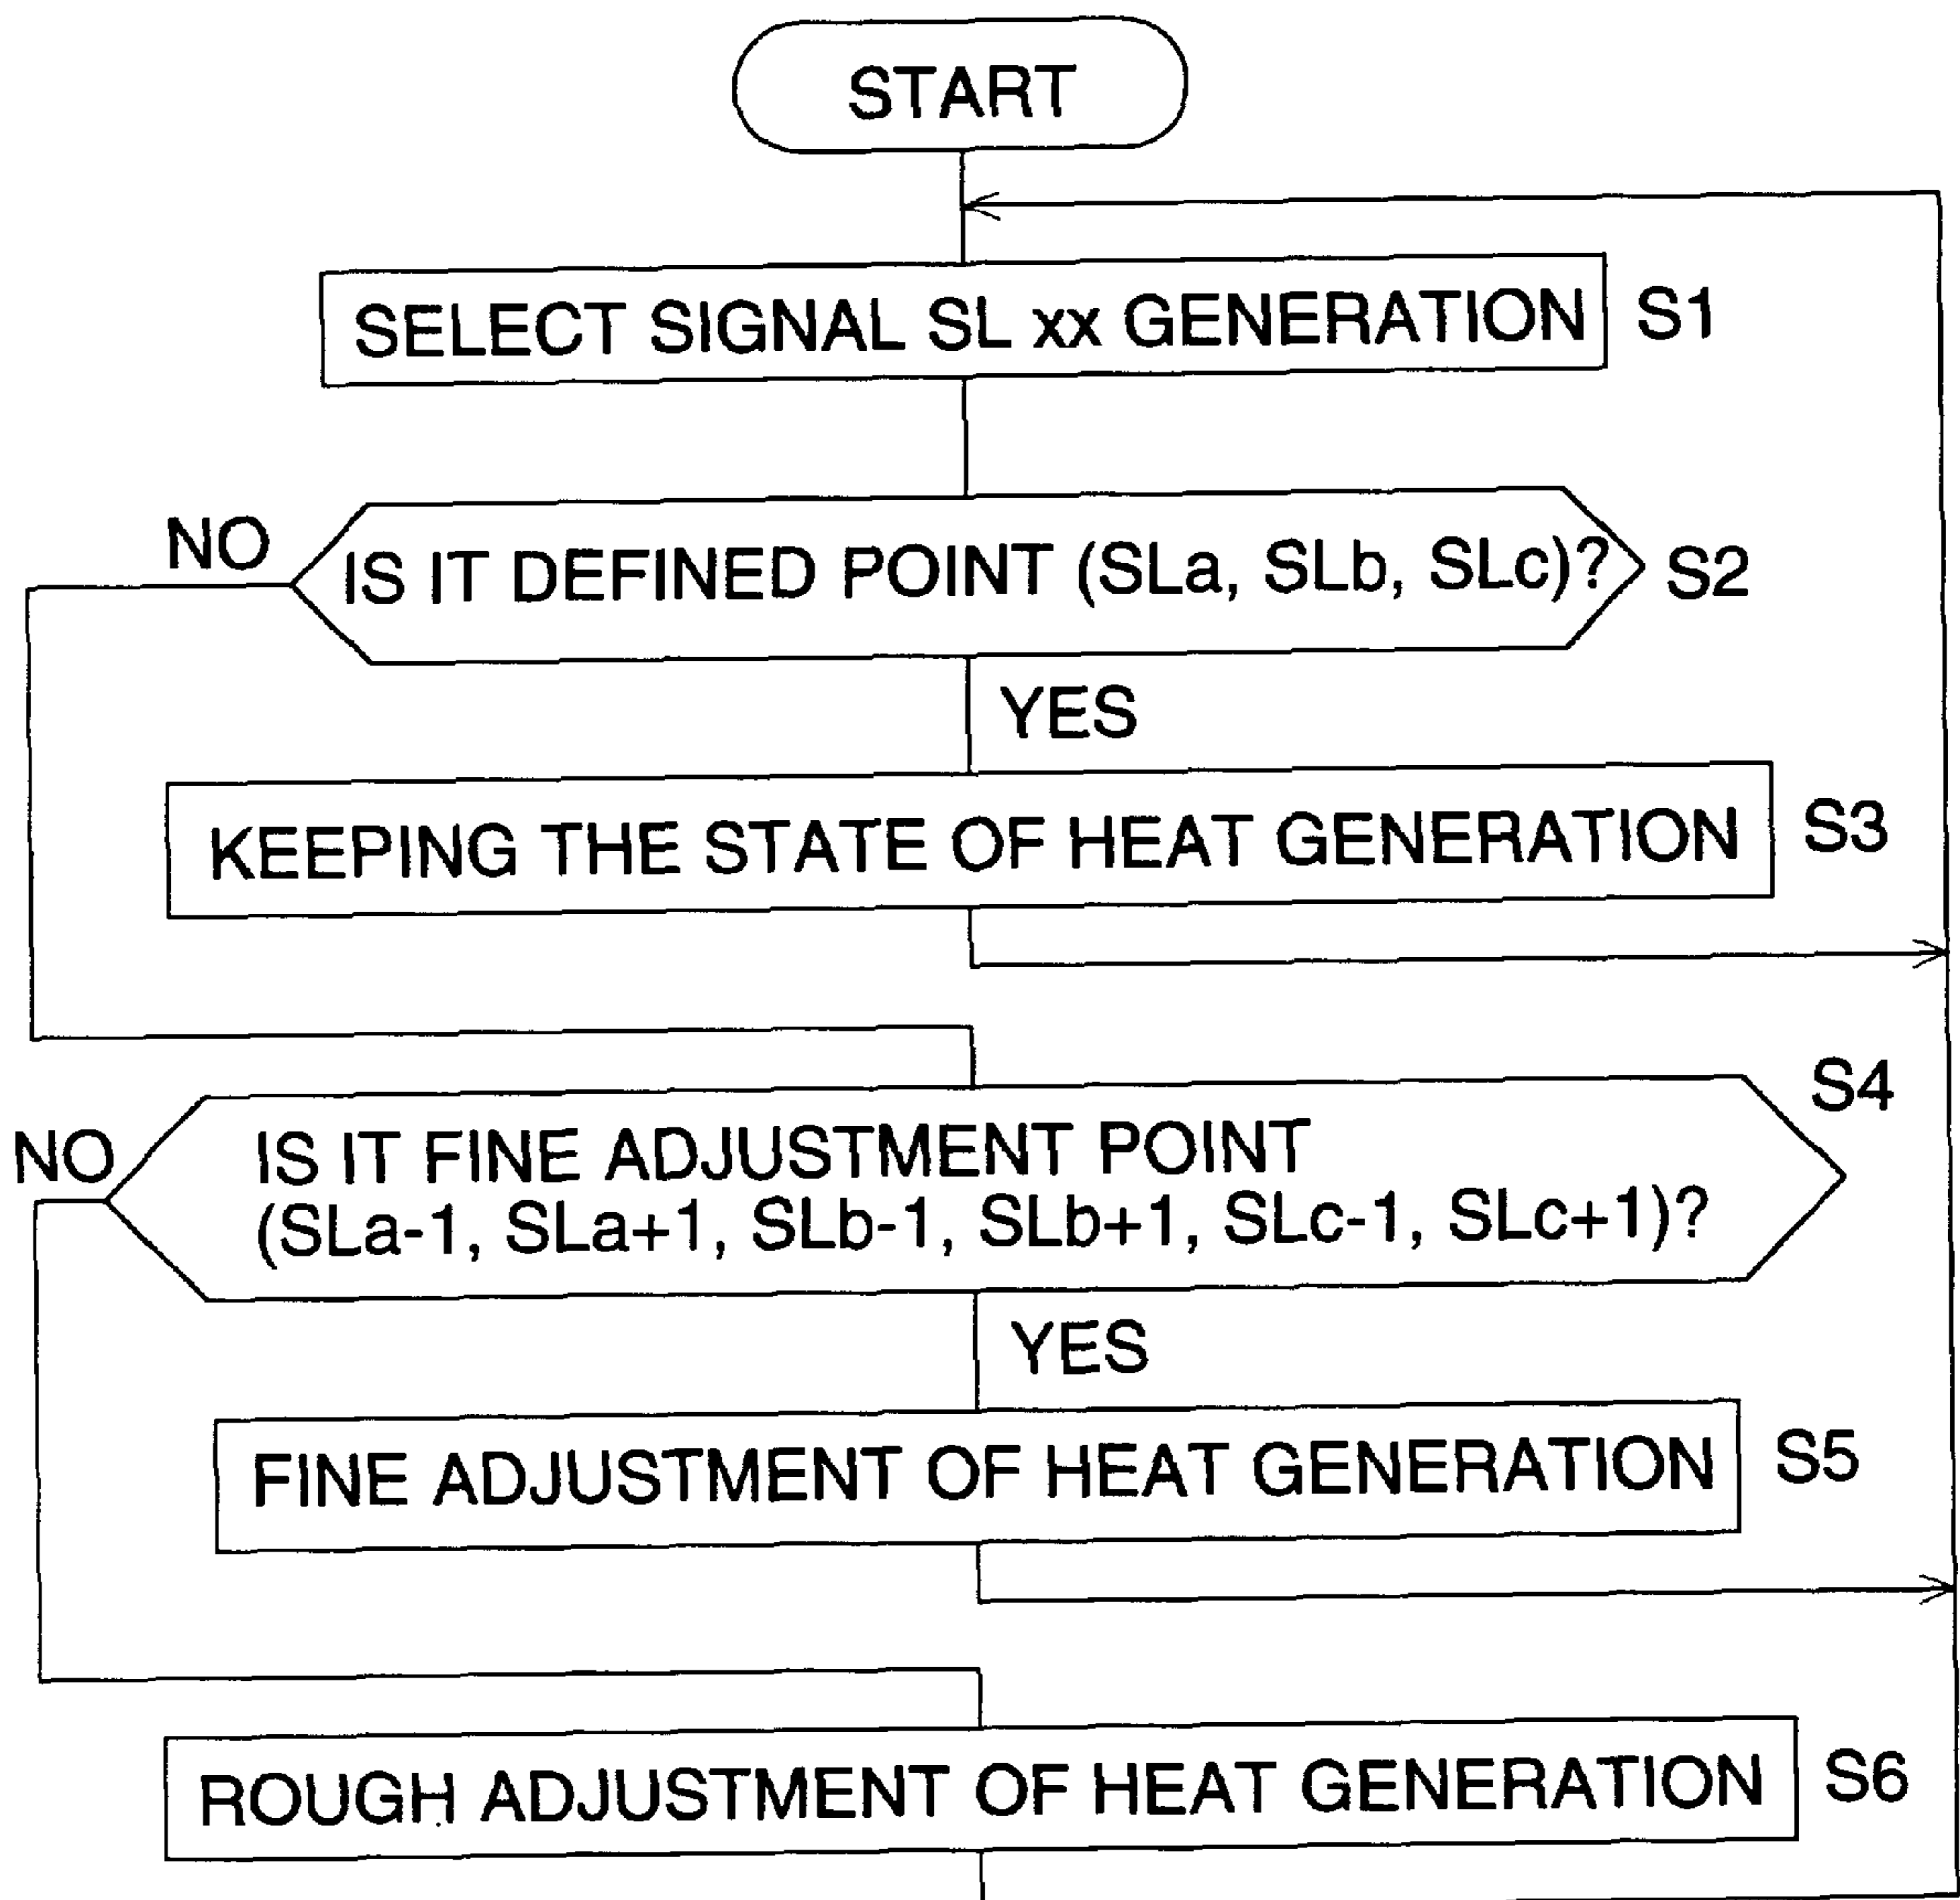 START
SELECT SIGNAL SL xx GENERATION S1
NO
IS IT DEFINED POINT (SLa, SLb, SLc)? S2
YES
KEEPING THE STATE OF HEAT GENERATION S3
S4
NO
IS IT FINE ADJUSTMENT POINT
(SLa-1, SLa+1, SLb-1, SLb+1, SLc-1, SLc+1)?
YES
FINE ADJUSTMENT OF HEAT GENERATION S5
ROUGH ADJUSTMENT OF HEAT GENERATION S6